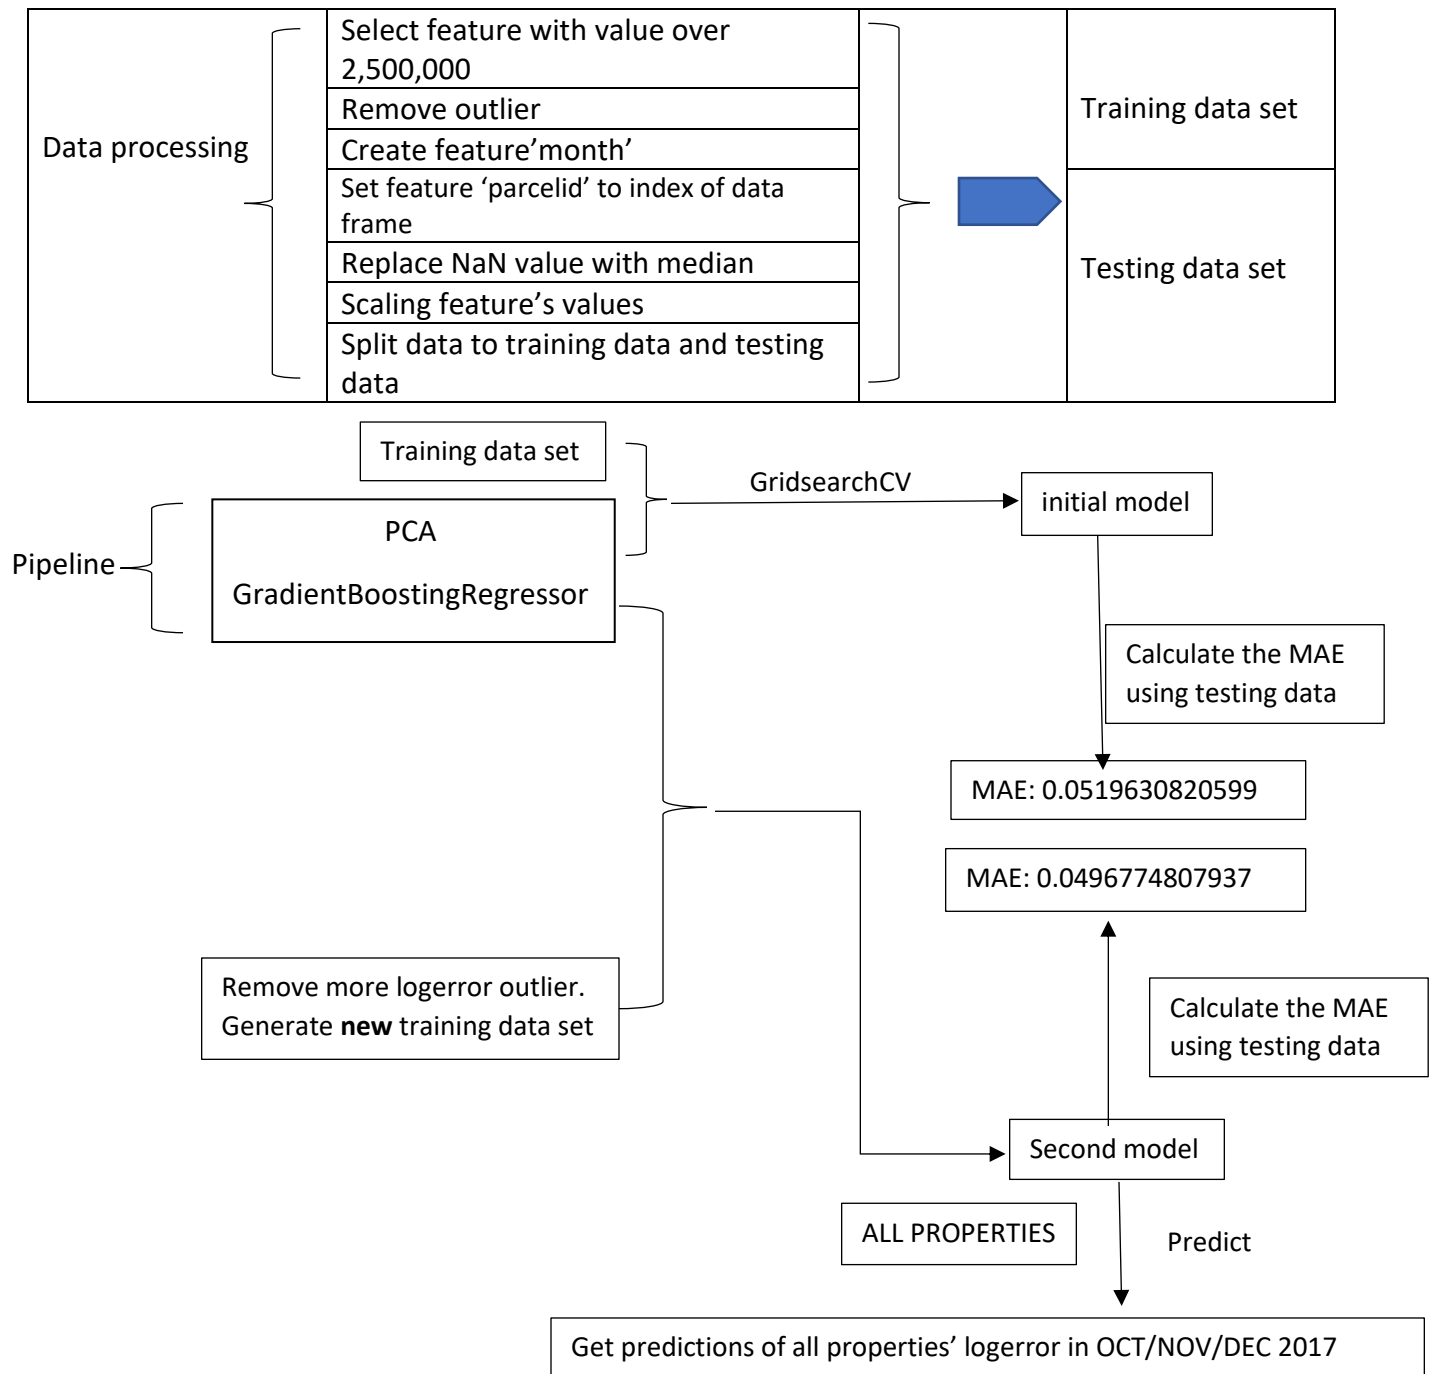 Data processing
Select feature with value over
2,500,000
Remove outlier
Create feature’month’
Set feature ‘parcelid’ to index of data
frame
Replace NaN value with median
Scaling feature’s values
Split data to training data and testing
data
Training data set
Testing data set
Training data set
GridsearchCV
initial model
Pipeline
PCA
GradientBoostingRegressor
Calculate the MAE
using testing data
MAE: 0.0519630820599
MAE: 0.0496774807937
Remove more logerror outlier.
Generate new training data set
Calculate the MAE
using testing data
Second model
ALL PROPERTIES
Predict
Get predictions of all properties’ logerror in OCT/NOV/DEC 2017